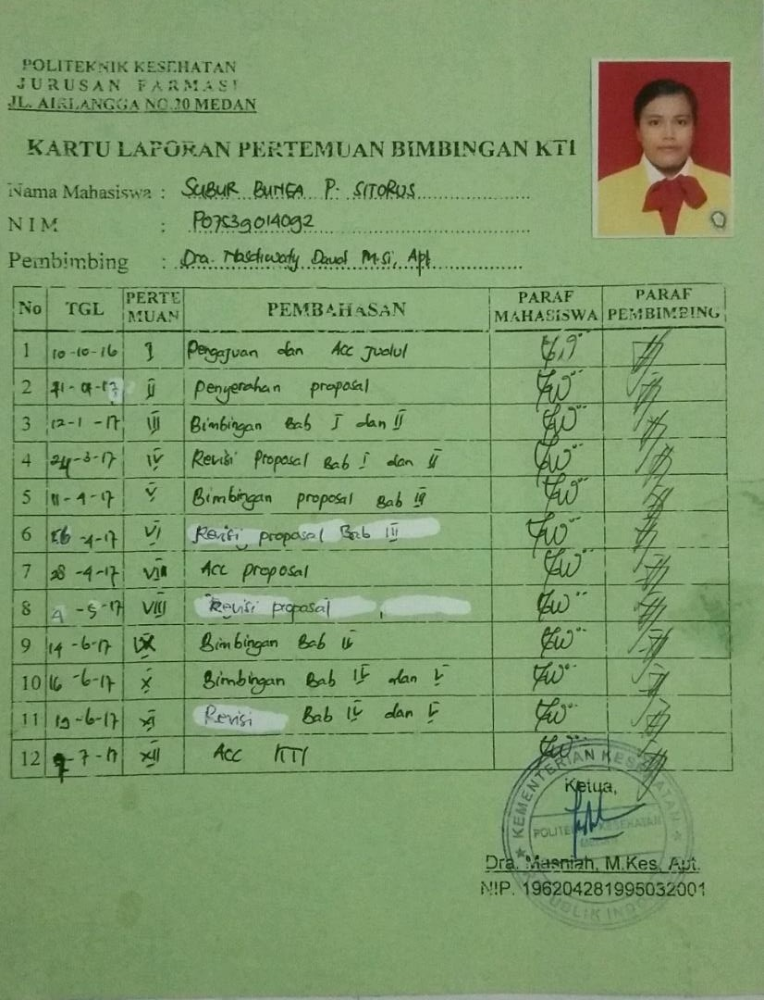 POLITEKNIK KESEHATAN
JURUSAN FARMASI
JL. AIRLANGGA NO.20 MEDAN
KARTU LAPORAN PERTEMUAN BIMBINGAN KTI
Nama Mahasiswa : SUBUR BUNGA P. SITORUS
NIM : P07539014092
Pembimbing : Dra. Masdiwaty Daud M.Si, Apt
No TGL PERTEMUAN PEMBAHASAN PARAF MAHASISWA PARAF PEMBIMBING
1 10-10-16 I Pengajuan dan Acc Judul
2 II Penyerahan proposal
3 12-1-17 III Bimbingan Bab I dan II
4 24-3-17 IV Revisi Proposal Bab I dan II
5 11-4-17 V Bimbingan proposal Bab III
6 26-4-17 VI Revisi proposal Bab III
7 28-4-17 VII Acc proposal
8 4-5-17 VIII Revisi proposal
9 14-6-17 IX Bimbingan Bab IV
10 16-6-17 X Bimbingan Bab IV dan V
11 19-6-17 XI Revisi Bab IV dan V
12 7-7-17 XII Acc KTI
KEMENTERIAN KESEHATAN
Ketua,
POLITEKNIK KESEHATAN
MEDAN
Dra. Masniah, M.Kes, Apt.
NIP. 196204281995032001
REPUBLIK INDONESIA